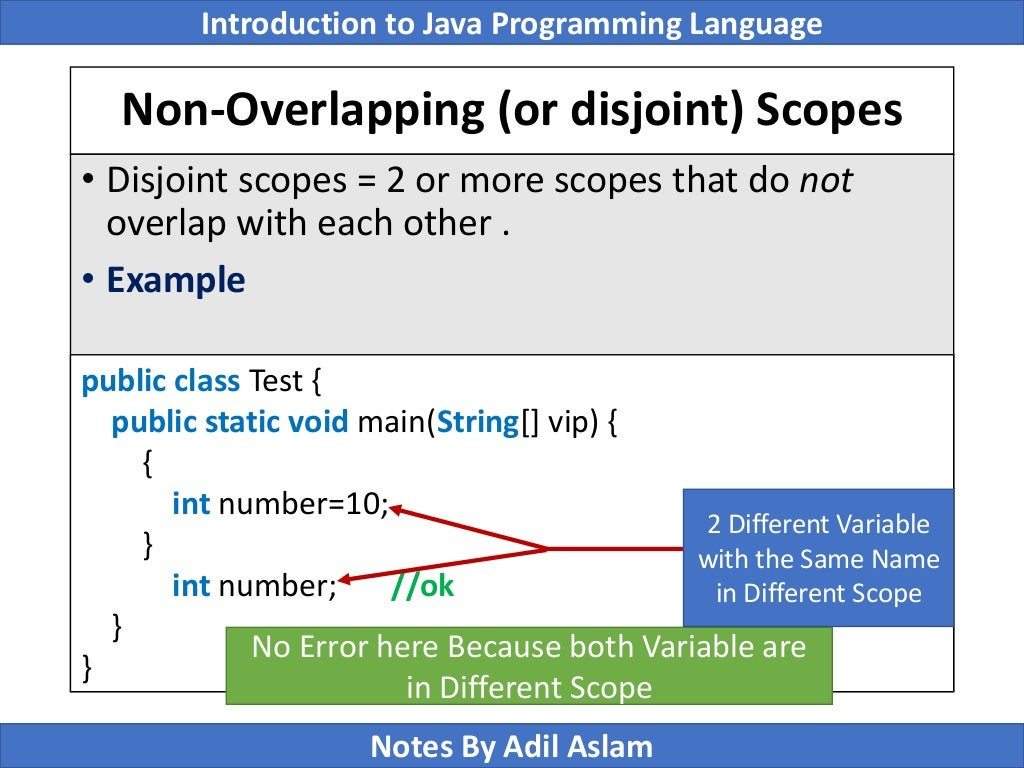 Introduction to Java Programming Language
Non-Overlapping (or disjoint) Scopes
• Disjoint scopes = 2 or more scopes that do not
overlap with each other .
• Example
public class Test {
public static void main(String[] vip) {
{
int number=10;
}
int number; //ok
}
}
2 Different Variable
with the Same Name
in Different Scope
No Error here Because both Variable are
in Different Scope
Notes By Adil Aslam